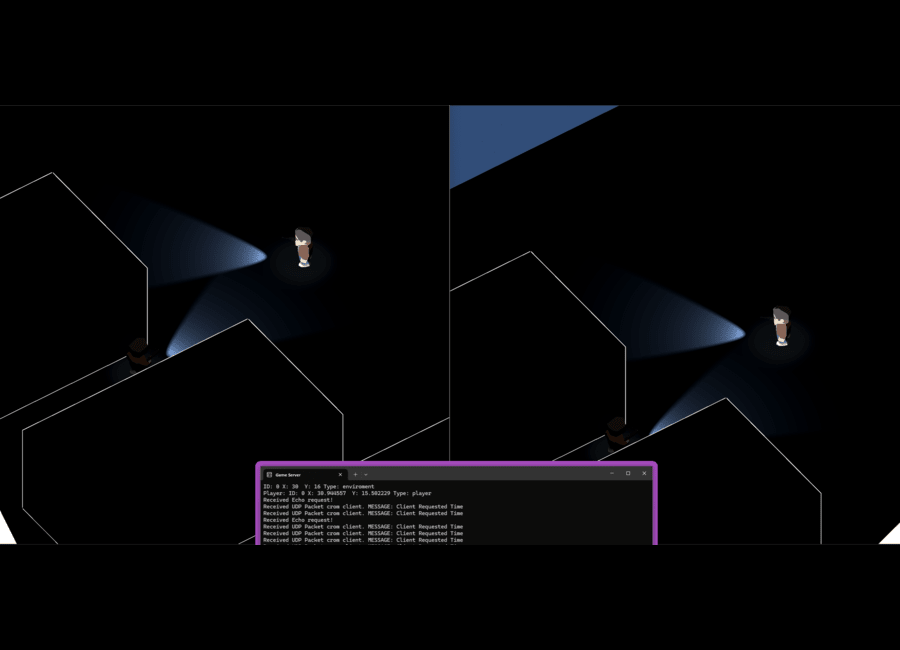 Game Server
ID: 0 X: 30  Y: 16 Type: enviroment
Player: ID: 0 X: 30.944557  Y: 15.502229 Type: player
Received Echo request!
Received UDP Packet crom client. MESSAGE: Client Requested Time
Received UDP Packet crom client. MESSAGE: Client Requested Time
Received Echo request!
Received UDP Packet crom client. MESSAGE: Client Requested Time
Received UDP Packet crom client. MESSAGE: Client Requested Time
Received UDP Packet crom client. MESSAGE: Client Requested Time